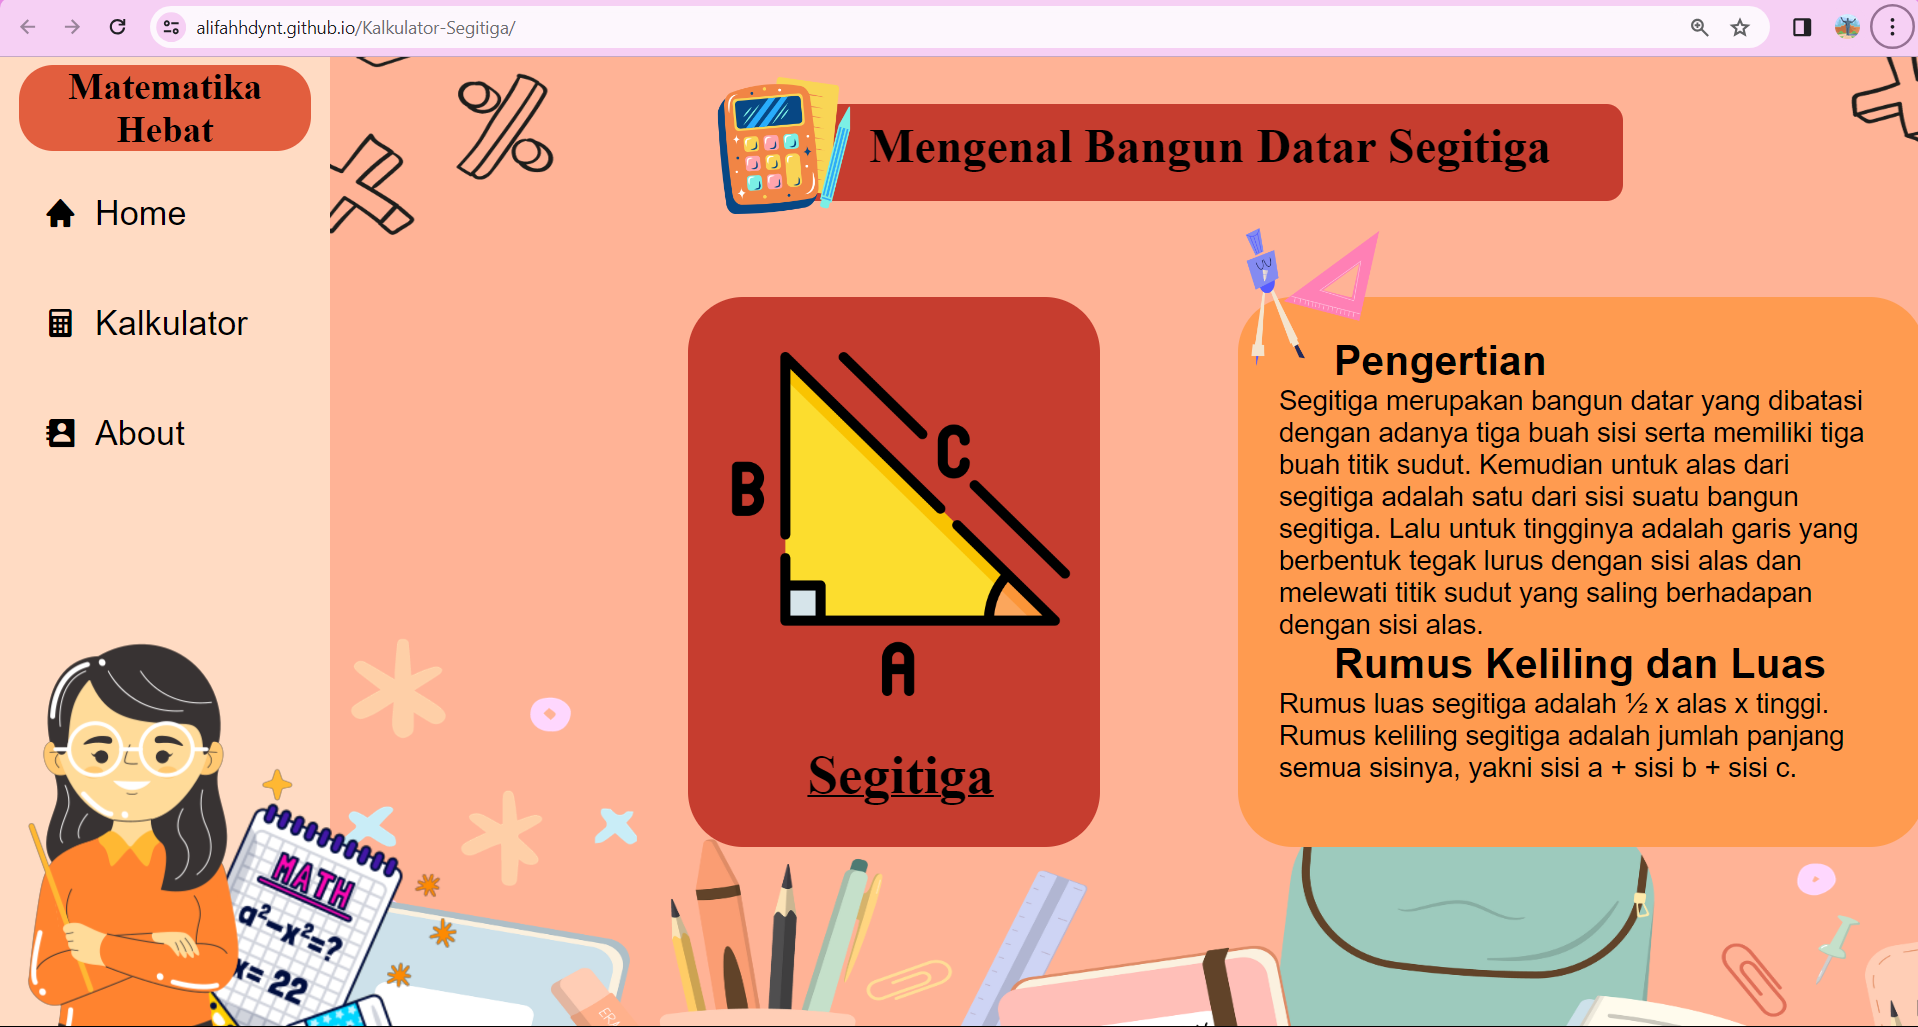 alifahhdynt.github.io/Kalkulator-Segitiga/
Matematika
Hebat
Home
Kalkulator
About
Mengenal Bangun Datar Segitiga
B
C
A
Segitiga
Pengertian
Segitiga merupakan bangun datar yang dibatasi
dengan adanya tiga buah sisi serta memiliki tiga
buah titik sudut. Kemudian untuk alas dari
segitiga adalah satu dari sisi suatu bangun
segitiga. Lalu untuk tingginya adalah garis yang
berbentuk tegak lurus dengan sisi alas dan
melewati titik sudut yang saling berhadapan
dengan sisi alas.
Rumus Keliling dan Luas
Rumus luas segitiga adalah ½ x alas x tinggi.
Rumus keliling segitiga adalah jumlah panjang
semua sisinya, yakni sisi a + sisi b + sisi c.
MATH
a²-x²=?
x= 22